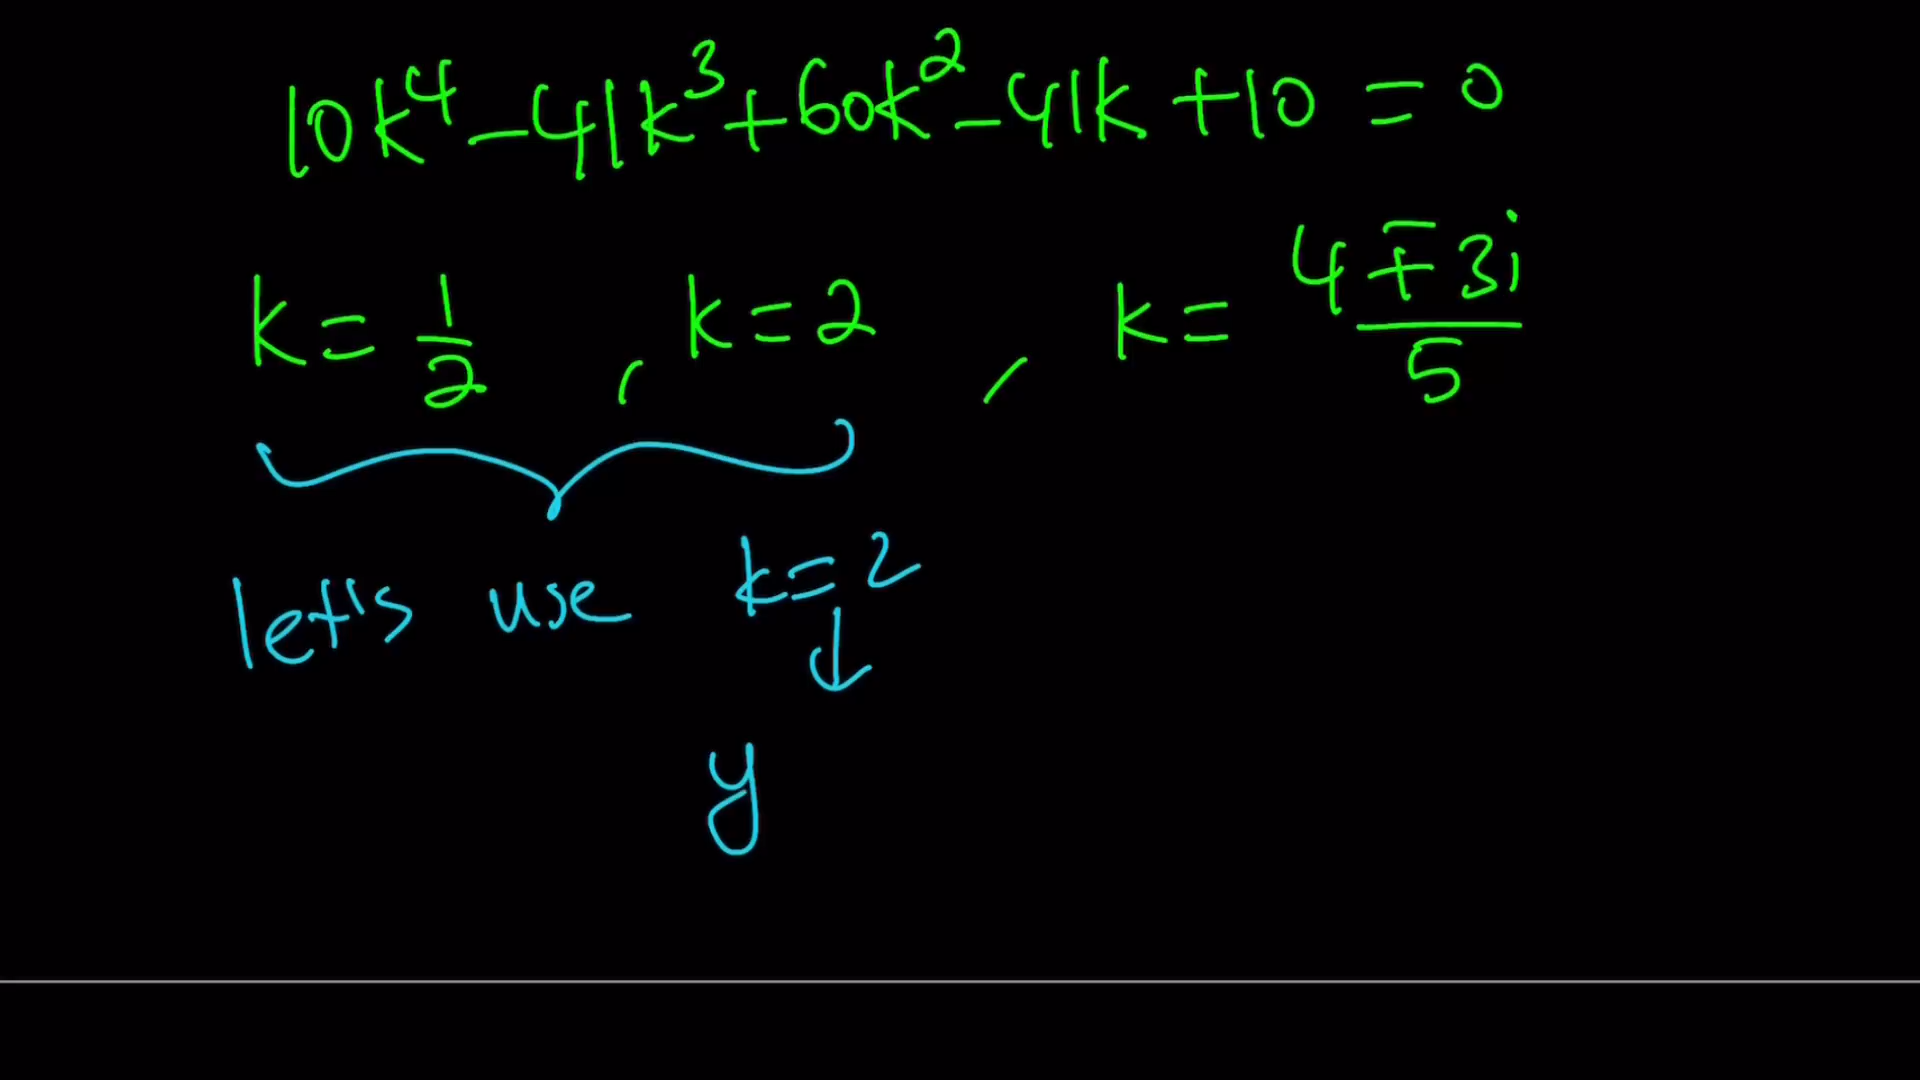 10k⁴ - 41k³ + 60k² - 41k + 10 = 0
k = 1/2 , k = 2 , k = (4 ∓ 3i)/5
let's use k = 2
↓
y